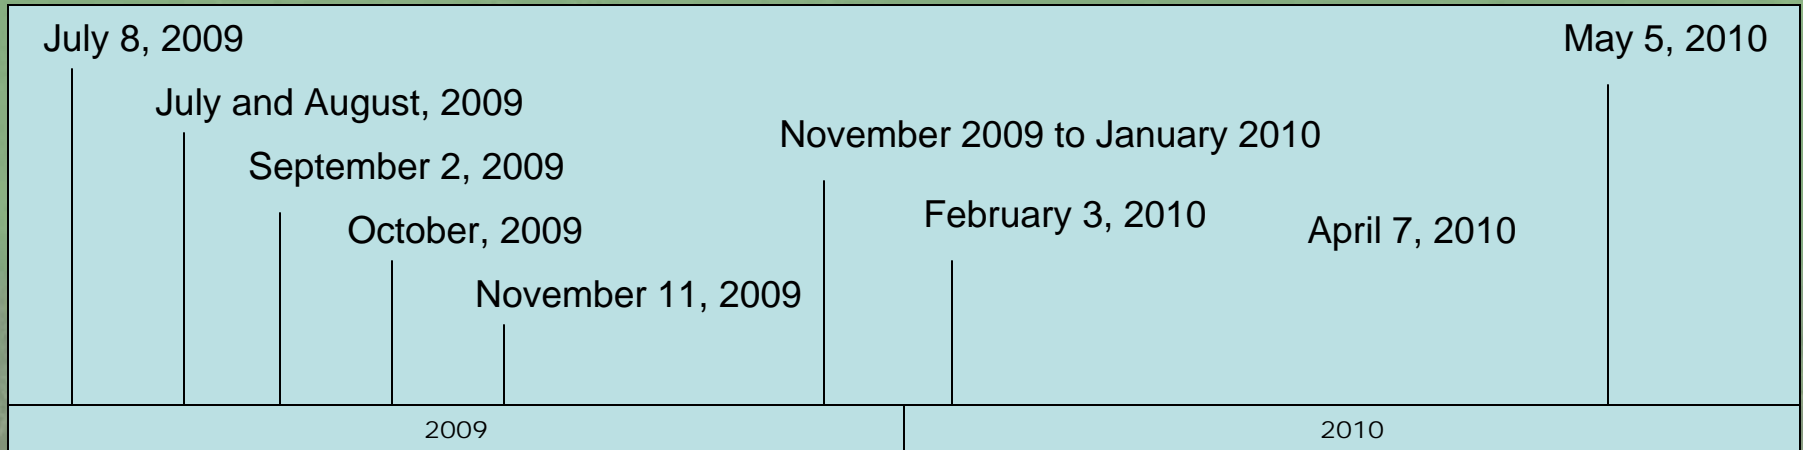 July 8, 2009
May 5, 2010
July and August, 2009
November 2009 to January 2010
September 2, 2009
February 3, 2010
October, 2009
April 7, 2010
November 11, 2009
2009
2010